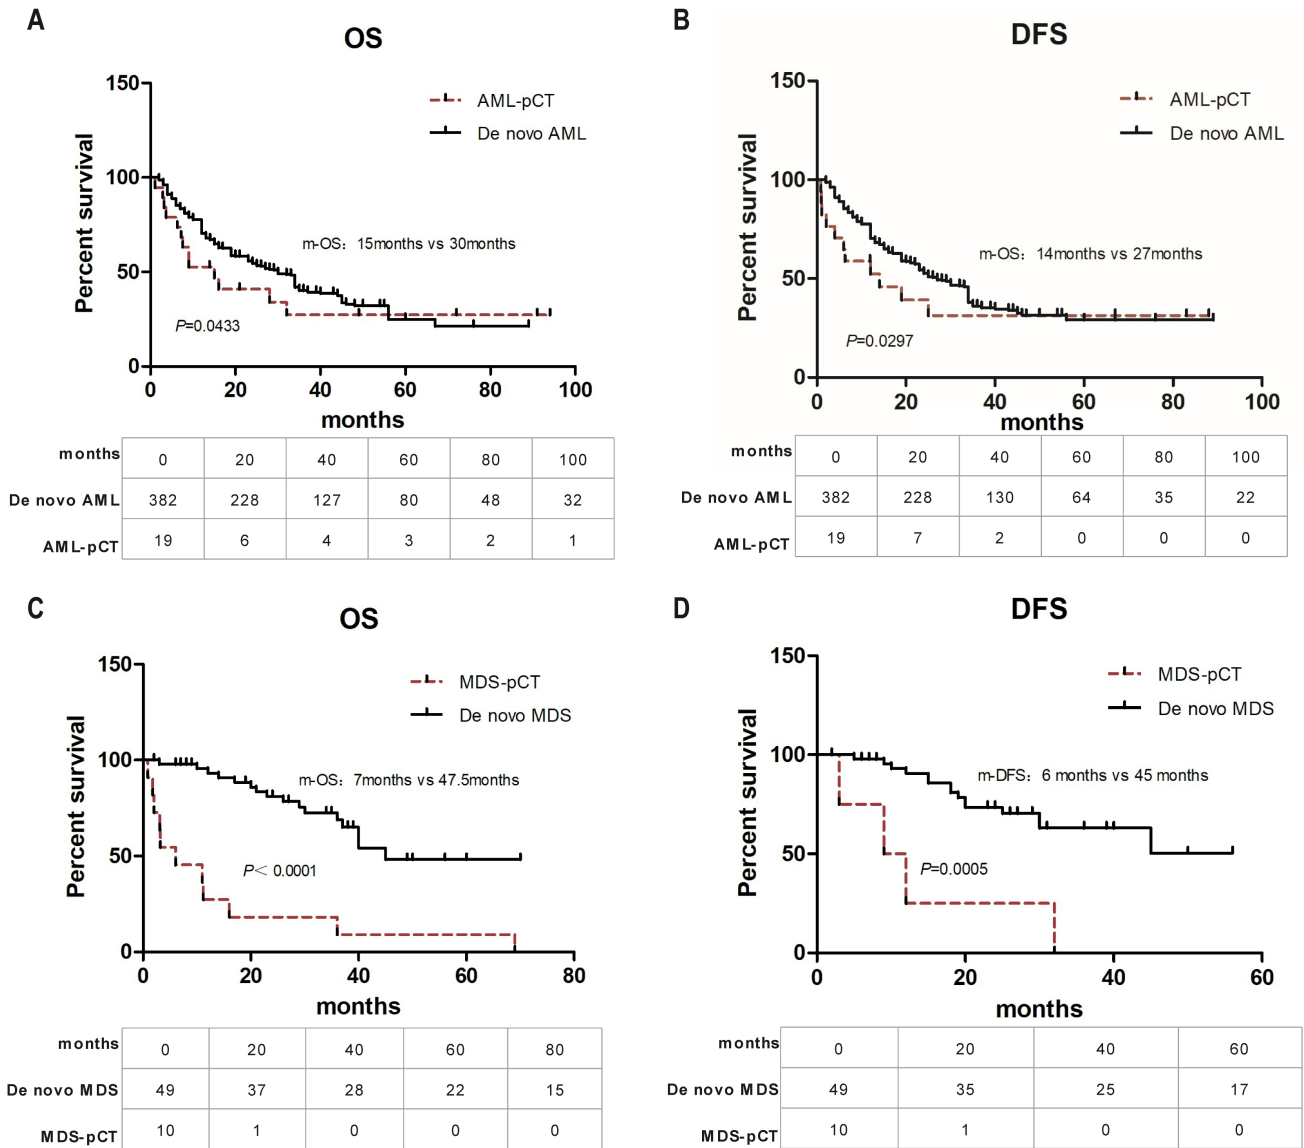 A
OS
150
100
50
0
Percent survival
AML-pCT
De novo AML
m-OS：15months vs 30months
P=0.0433
0 20 40 60 80 100
months
months 0 20 40 60 80 100
De novo AML 382 228 127 80 48 32
AML-pCT 19 6 4 3 2 1
B
DFS
150
100
50
0
Percent survival
AML-pCT
De novo AML
m-OS：14months vs 27months
P=0.0297
0 20 40 60 80 100
months
months 0 20 40 60 80 100
De novo AML 382 228 130 64 35 22
AML-pCT 19 7 2 0 0 0
C
OS
150
100
50
0
Percent survival
MDS-pCT
De novo MDS
m-OS：7months vs 47.5months
P＜0.0001
0 20 40 60 80
months
months 0 20 40 60 80
De novo MDS 49 37 28 22 15
MDS-pCT 10 1 0 0 0
D
DFS
150
100
50
0
Percent survival
MDS-pCT
De novo MDS
m-DFS：6 months vs 45 months
P=0.0005
0 20 40 60
months
months 0 20 40 60
De novo MDS 49 35 25 17
MDS-pCT 10 1 0 0